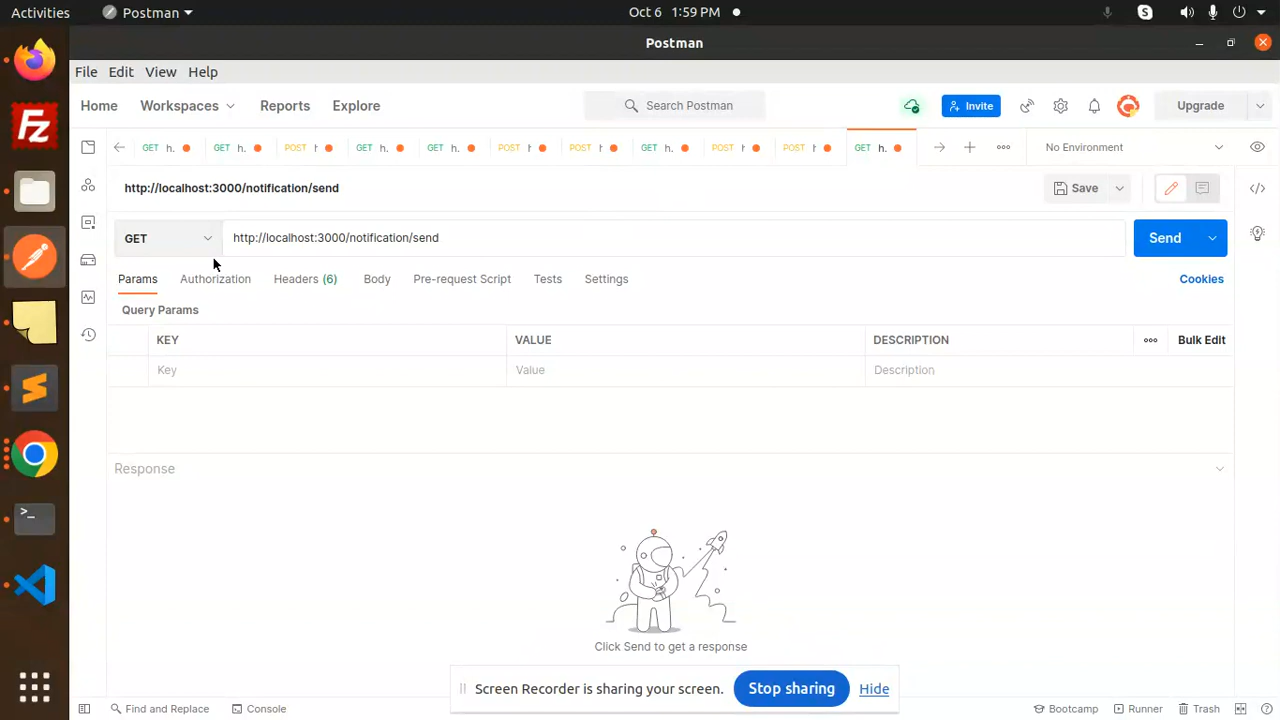 Activities Postman Oct 6 1:59 PM
Postman
File Edit View Help
Home Workspaces Reports Explore Search Postman Invite Upgrade
GET h. GET h. POST h GET h. GET h. POST h POST h GET h. POST h POST h GET h. No Environment
http://localhost:3000/notification/send Save
GET http://localhost:3000/notification/send Send
Params Authorization Headers (6) Body Pre-request Script Tests Settings Cookies
Query Params
KEY VALUE DESCRIPTION Bulk Edit
Key Value Description
Response
Click Send to get a response
Screen Recorder is sharing your screen. Stop sharing Hide
Find and Replace Console Bootcamp Runner Trash